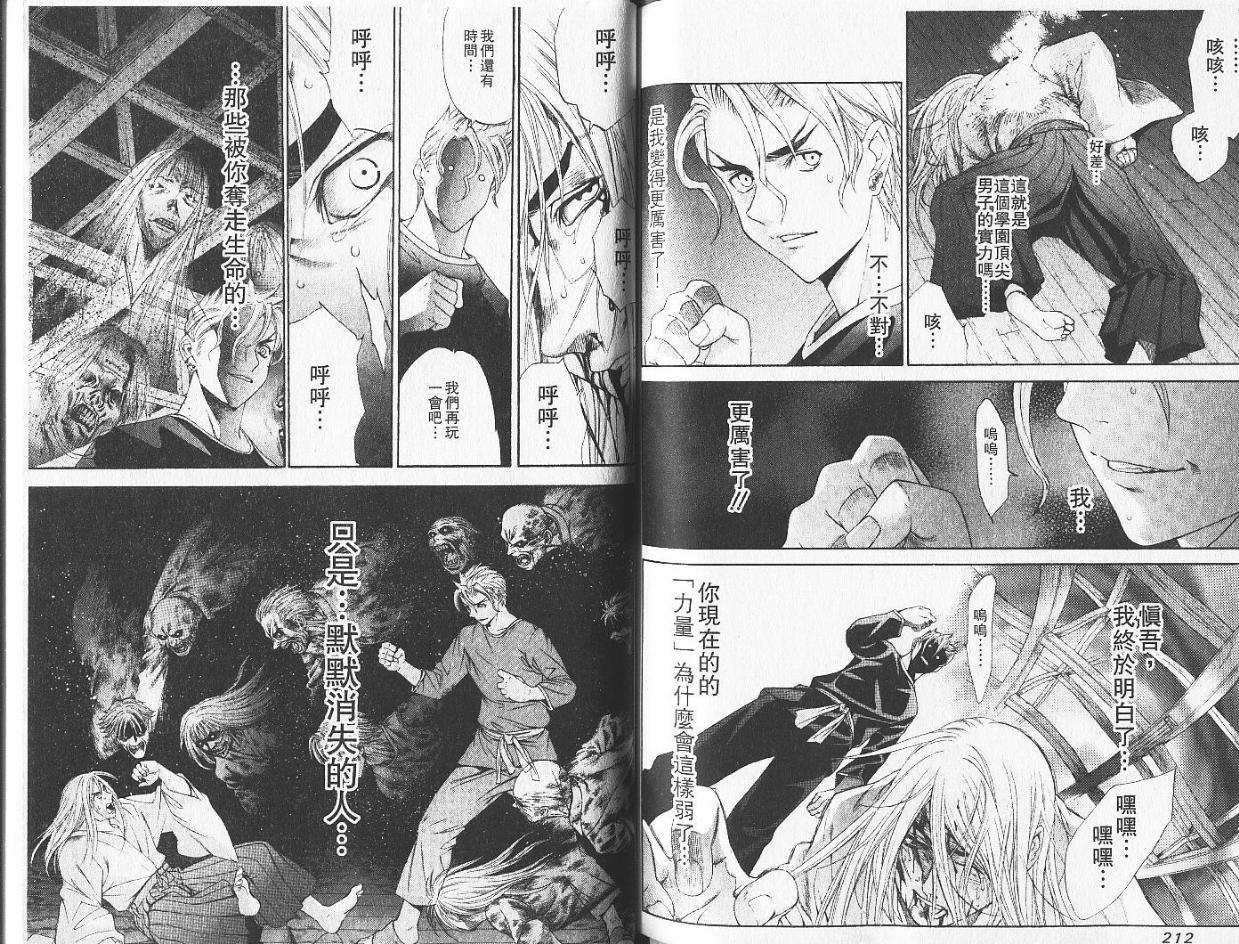 ……
咳咳…
咳…
好差…
這就是
這個學園頂尖
男子的實力嗎……
咳…
不…不對…
是我變得更厲害了！
嗚嗚……
我…
更厲害了!!
慎吾，
我終於明白了…
嘿嘿…
嘿嘿…
嗚嗚……
你現在的的
「力量」為什麼會這樣弱了…
212
呼呼…
呼呼…
呼呼…
我們還有
時間…
我們再玩
一會吧…
呼呼…
呼呼…
…那些被你奪走生命的…
只是…默默消失的人…